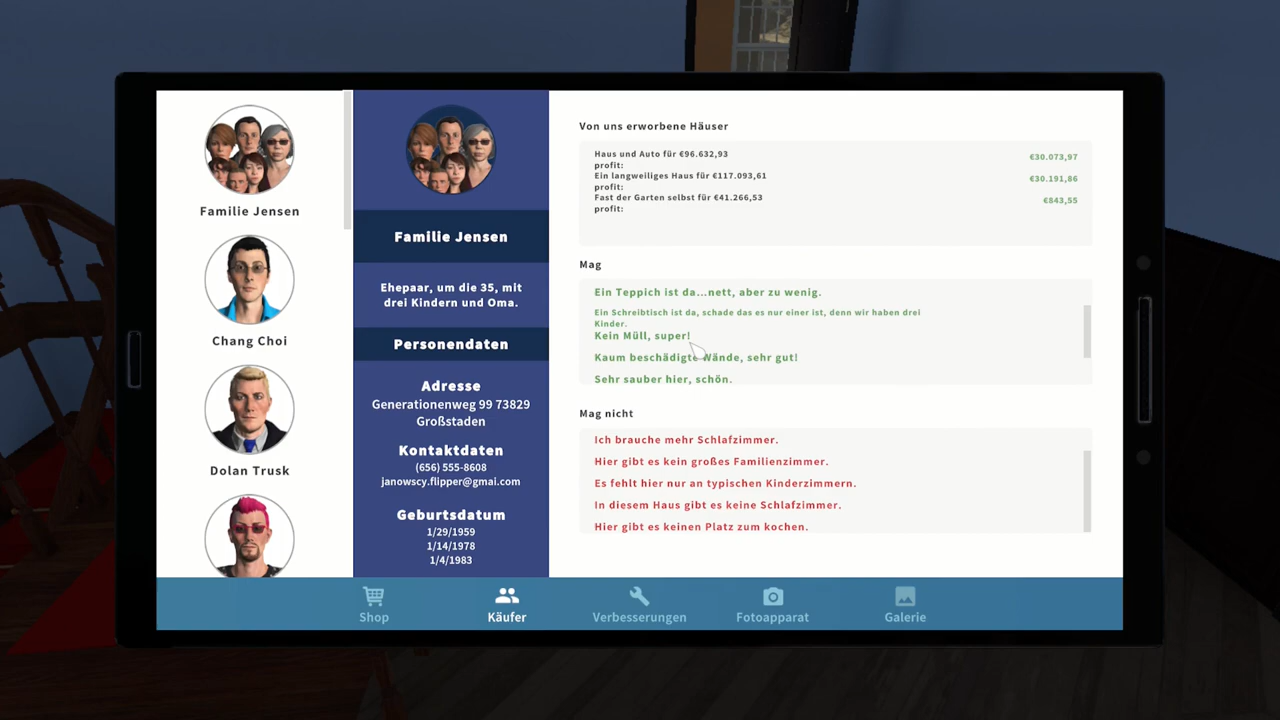 Familie Jensen
Chang Choi
Dolan Trusk
Familie Jensen
Ehepaar, um die 35, mit
drei Kindern und Oma.
Personendaten
Adresse
Generationenweg 99 73829
Großstaden
Kontaktdaten
(656) 555-8608
janowscy.flipper@gmai.com
Geburtsdatum
1/29/1959
1/14/1978
1/4/1983
Von uns erworbene Häuser
Haus und Auto für €96.632,93
profit: €30.073,97
Ein langweiliges Haus für €117.093,61
profit: €30.191,86
Fast der Garten selbst für €41.266,53
profit: €843,55
Mag
Ein Teppich ist da...nett, aber zu wenig.
Ein Schreibtisch ist da, schade das es nur einer ist, denn wir haben drei
Kinder.
Kein Müll, super!
Kaum beschädigte Wände, sehr gut!
Sehr sauber hier, schön.
Mag nicht
Ich brauche mehr Schlafzimmer.
Hier gibt es kein großes Familienzimmer.
Es fehlt hier nur an typischen Kinderzimmern.
In diesem Haus gibt es keine Schlafzimmer.
Hier gibt es keinen Platz zum kochen.
Shop
Käufer
Verbesserungen
Fotoapparat
Galerie